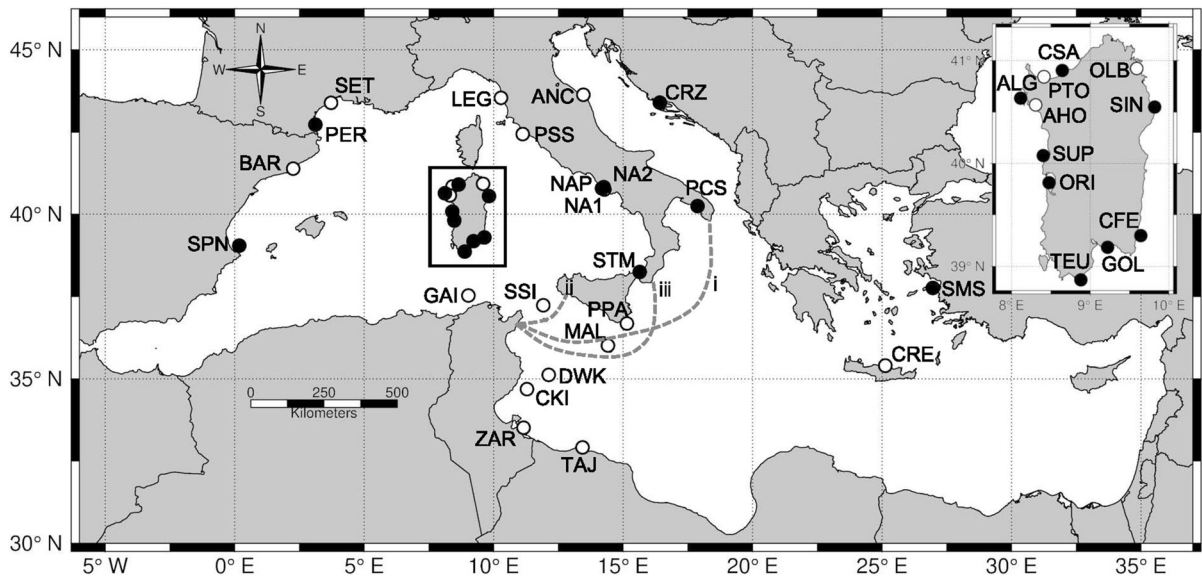 45° N
40° N
35° N
30° N
5° W
0° E
5° E
10° E
15° E
20° E
25° E
30° E
35° E
N
W
E
S
SET
PER
BAR
SPN
LEG
ANC
CRZ
PSS
NAP
NA2
NA1
PCS
STM
GAI
SSI
ii
iii
i
PPA
MAL
DWK
CKI
ZAR
TAJ
CRE
SMS
0
500
Kilometers
41° N
40° N
39° N
8° E
9° E
10° E
CSA
OLB
ALG
PTO
AHO
SIN
SUP
ORI
CFE
TEU
GOL